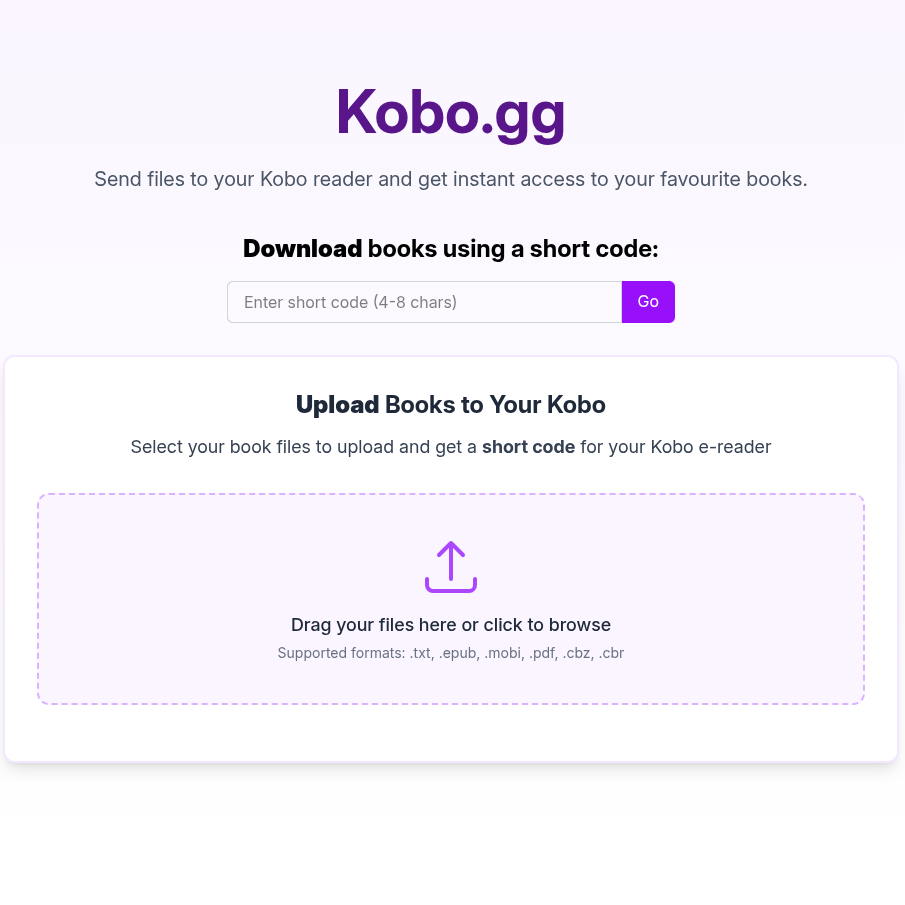 Kobo.gg
Send files to your Kobo reader and get instant access to your favourite books.
Download books using a short code:
Enter short code (4-8 chars)
Go
Upload Books to Your Kobo
Select your book files to upload and get a short code for your Kobo e-reader
Drag your files here or click to browse
Supported formats: .txt, .epub, .mobi, .pdf, .cbz, .cbr